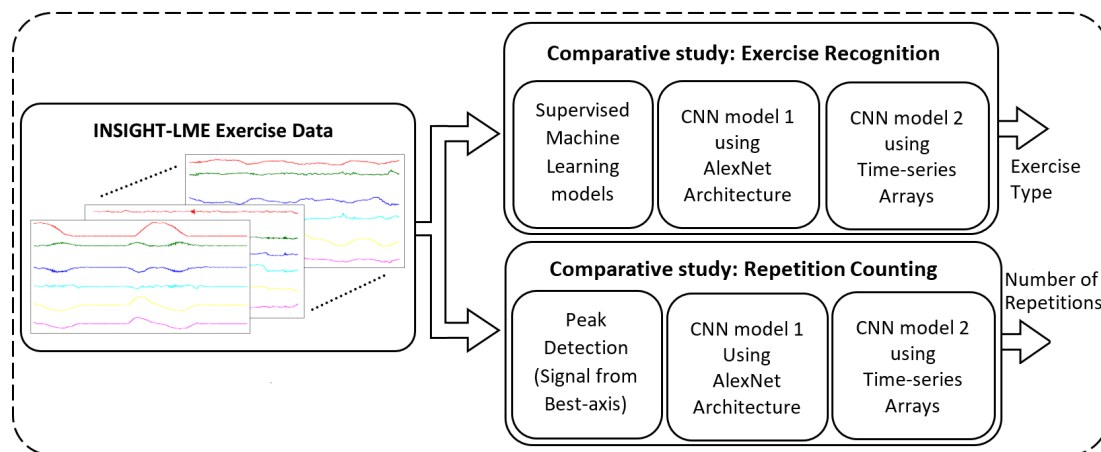 INSIGHT-LME Exercise Data
Comparative study: Exercise Recognition
Supervised
Machine
Learning
models
CNN model 1
using
AlexNet
Architecture
CNN model 2
using
Time-series
Arrays
Exercise
Type
Comparative study: Repetition Counting
Peak
Detection
(Signal from
Best-axis)
CNN model 1
Using
AlexNet
Architecture
CNN model 2
using
Time-series
Arrays
Number of
Repetitions